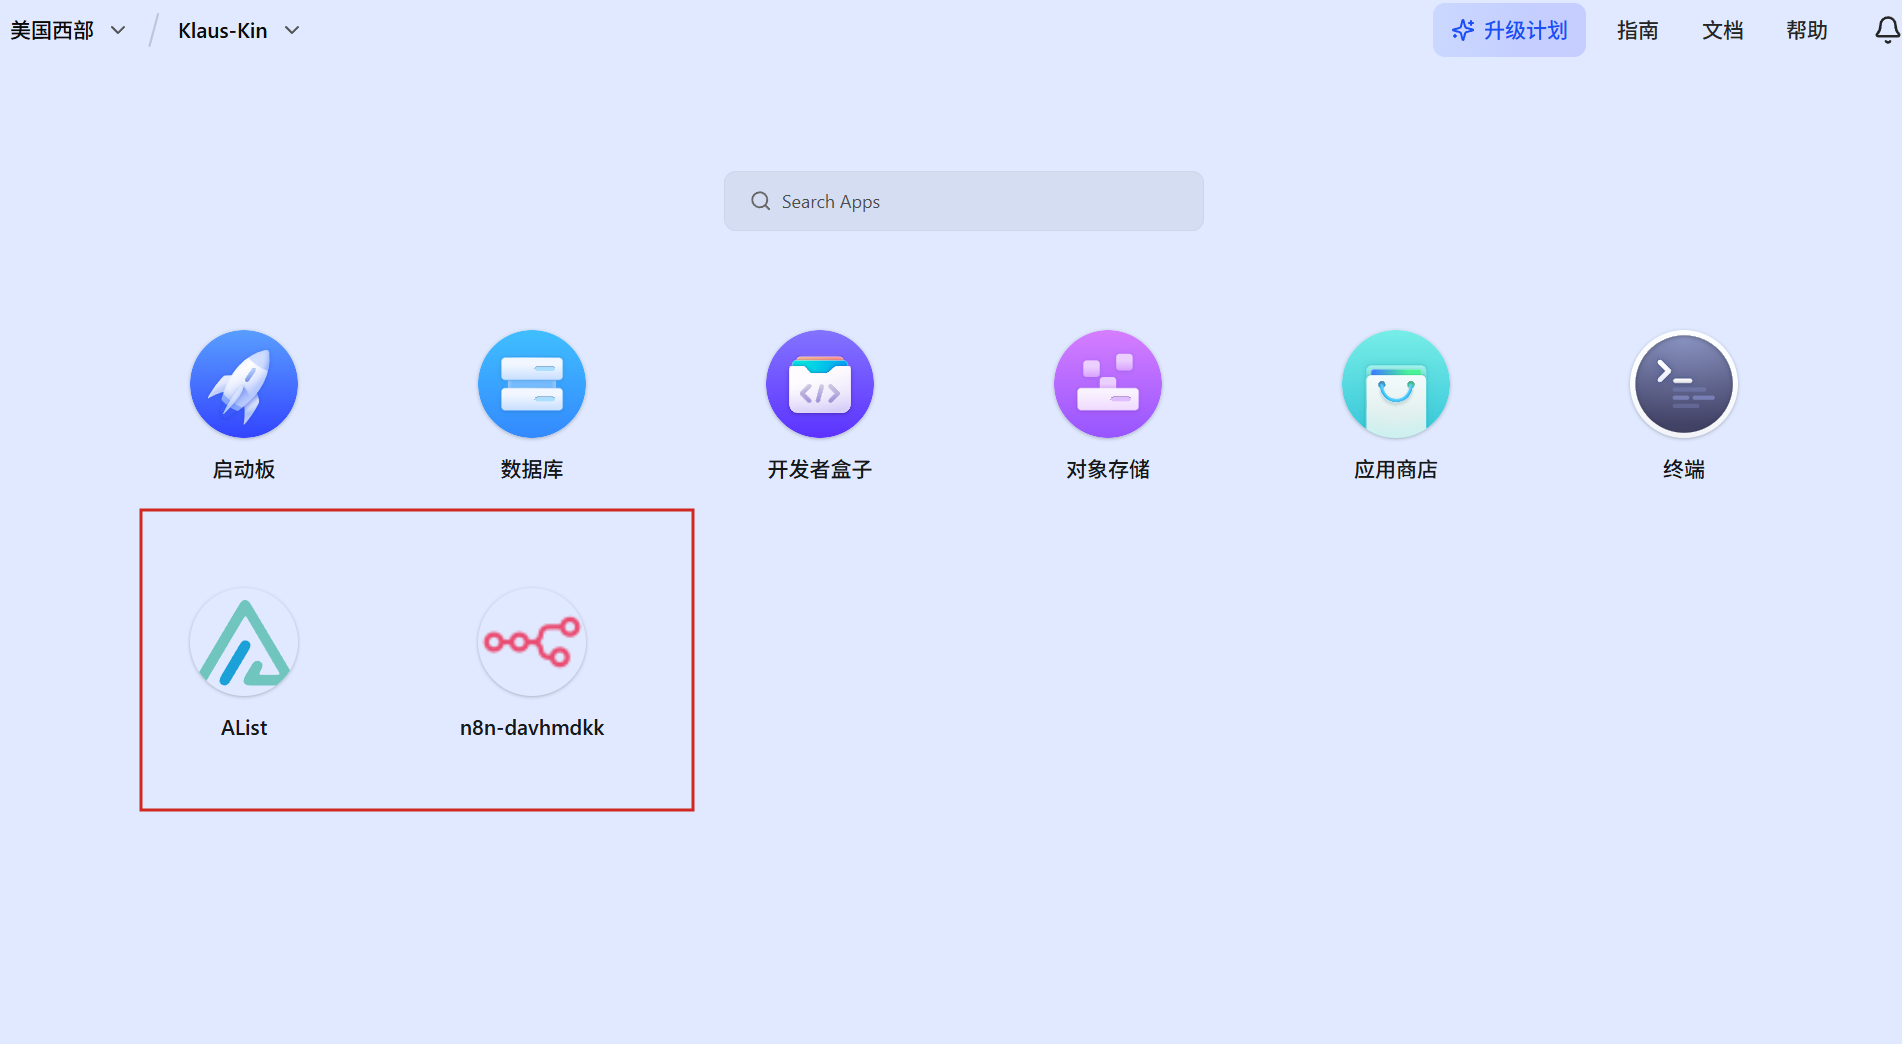 美国西部
Klaus-Kin
升级计划
指南
文档
帮助
Search Apps
启动板
数据库
开发者盒子
对象存储
应用商店
终端
AList
n8n-davhmdkk